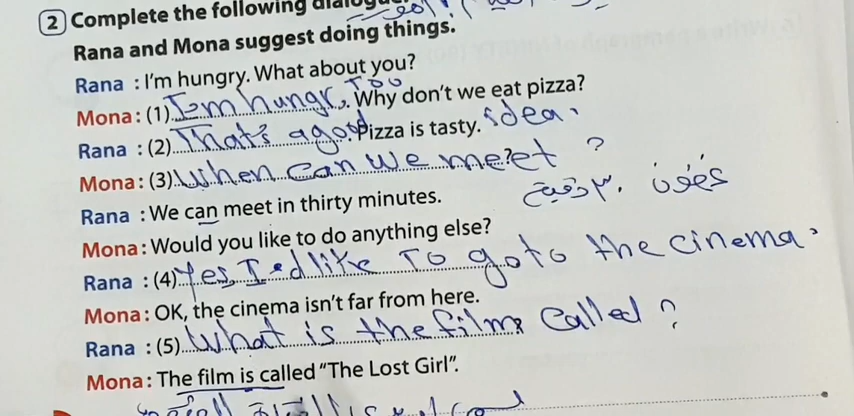 2 Complete the following dialogue
Rana and Mona suggest doing things.
Rana : I'm hungry. What about you?
Mona : (1) I am hungr, Too Why don't we eat pizza?
Rana : (2) That's a good idea. Pizza is tasty.
Mona : (3) When can we meet ?
Rana : We can meet in thirty minutes.
Mona : Would you like to do anything else?
Rana : (4) Yes, I'd like To go to the cinema.
Mona : OK, the cinema isn't far from here.
Rana : (5) What is the film called ?
Mona : The film is called "The Lost Girl".